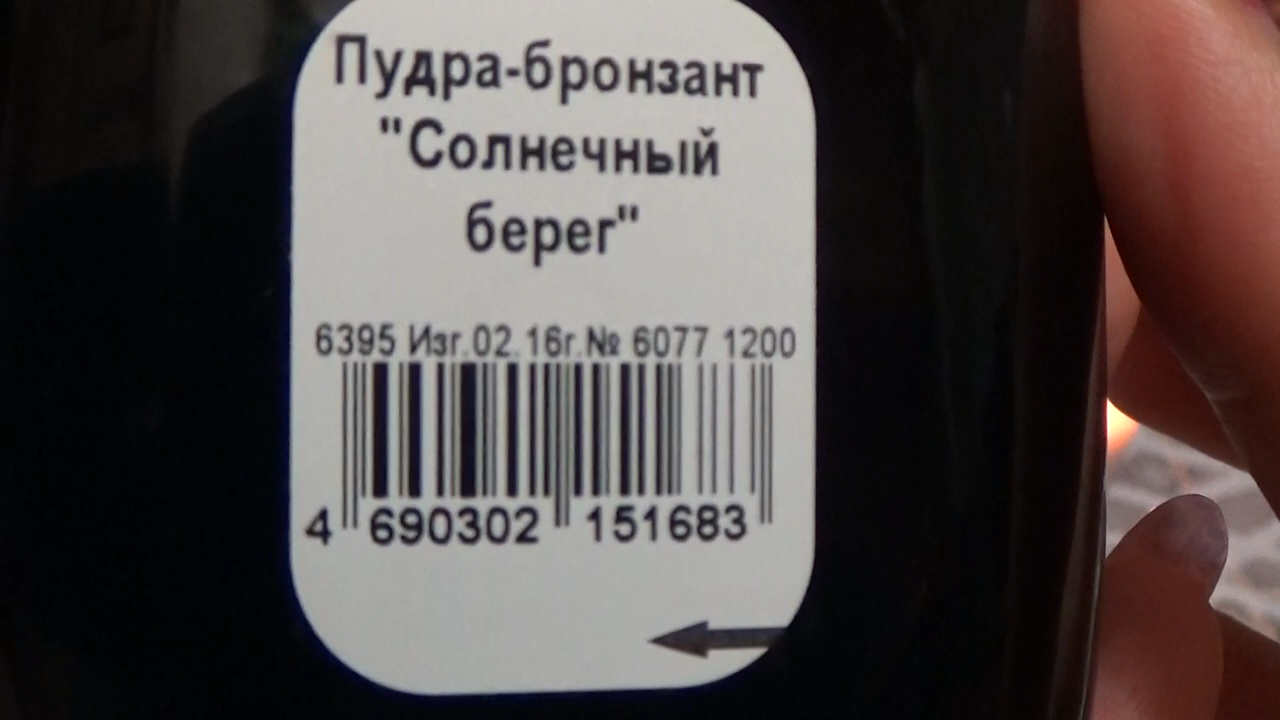 Пудра-бронзант
"Солнечный
берег"
6395 Изг.02.16г.№ 6077 1200
4 690302 151683